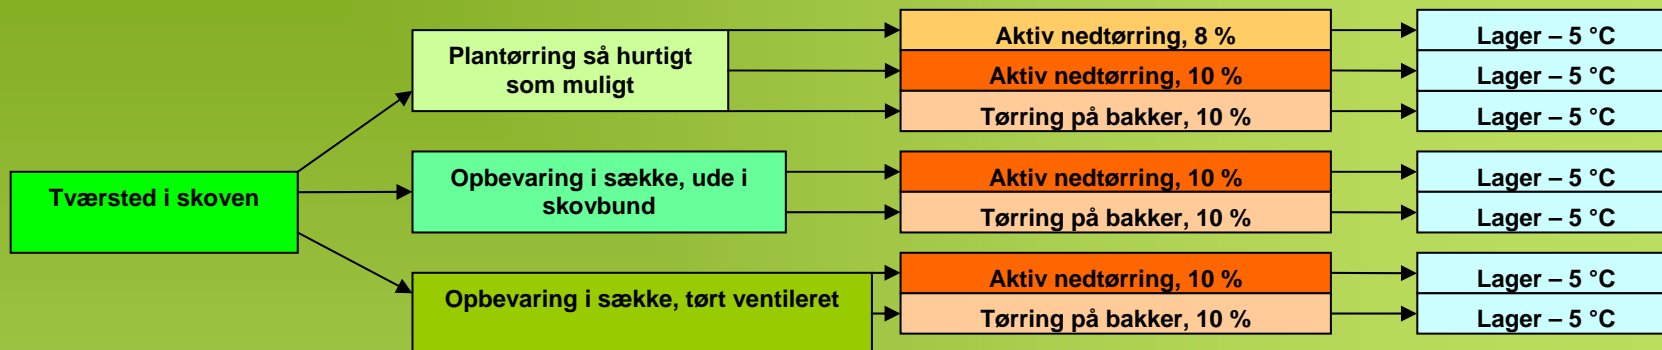 Tværsted i skoven
Plantørring så hurtigt
som muligt
Aktiv nedtørring, 8 %
Lager – 5 °C
Aktiv nedtørring, 10 %
Lager – 5 °C
Tørring på bakker, 10 %
Lager – 5 °C
Opbevaring i sække, ude i
skovbund
Aktiv nedtørring, 10 %
Lager – 5 °C
Tørring på bakker, 10 %
Lager – 5 °C
Opbevaring i sække, tørt ventileret
Aktiv nedtørring, 10 %
Lager – 5 °C
Tørring på bakker, 10 %
Lager – 5 °C